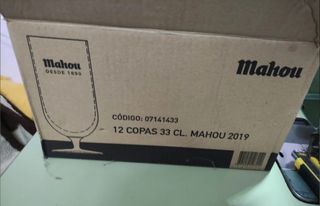 Mahou
DESDE 1890
Mahou
CÓDIGO: 07141433
12 COPAS 33 CL. MAHOU 2019